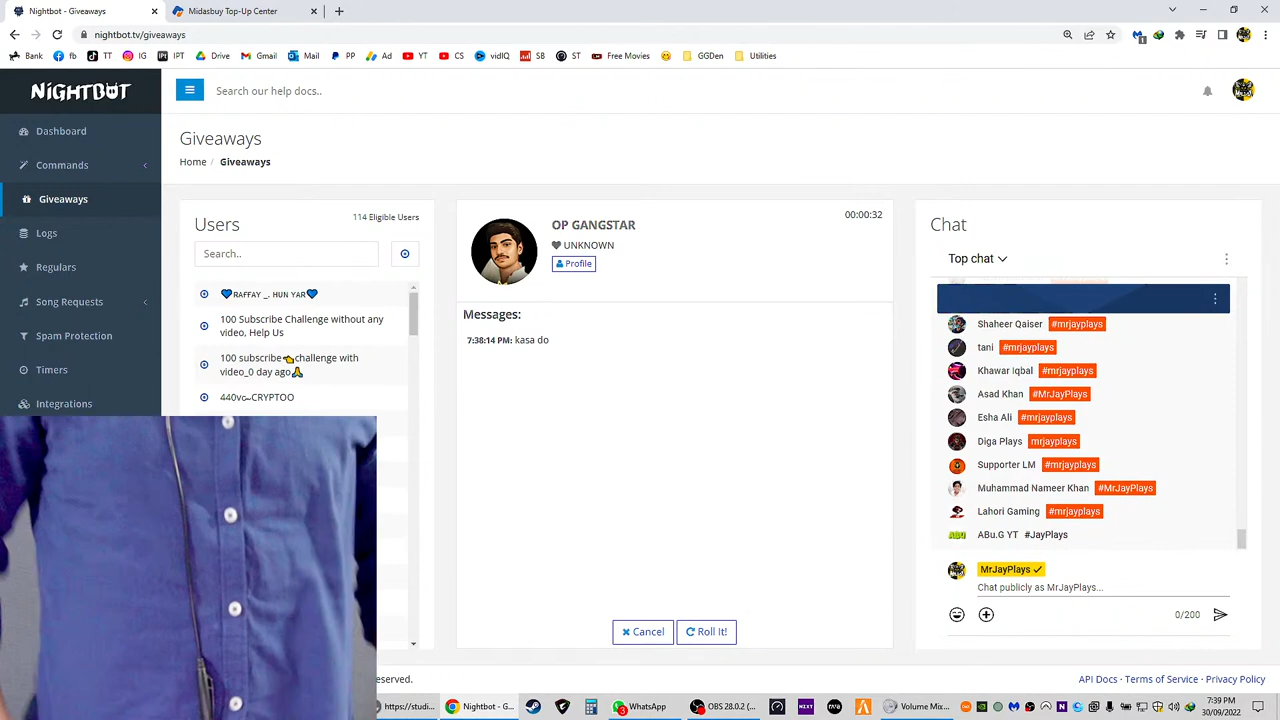 Nightbot - Giveaways
Midasbuy Top-Up Center
nightbot.tv/giveaways
Bank
fb
TT
IG
IPT
Drive
Gmail
Mail
PP
Ad
YT
CS
vidIQ
SB
ST
Free Movies
GGDen
Utilities
NIGHTBOT
Search our help docs..
Dashboard
Commands
Giveaways
Logs
Regulars
Song Requests
Spam Protection
Timers
Integrations
Giveaways
Home / Giveaways
Users
114 Eligible Users
Search..
💙RAFFAY _. HUN YAR💙
100 Subscribe Challenge without any
video, Help Us
100 subscribe👈challenge with
video_0 day ago🙏
OP GANGSTAR
UNKNOWN
Profile
00:00:32
Messages:
7:38:14 PM: kasa do
Cancel
Roll It!
Chat
Top chat
Shaheer Qaiser #mrjayplays
tani #mrjayplays
Khawar Iqbal #mrjayplays
Asad Khan #MrJayPlays
Esha Ali #mrjayplays
Diga Plays mrjayplays
Supporter LM #mrjayplays
Muhammad Nameer Khan #MrJayPlays
Lahori Gaming #mrjayplays
ABu.G YT #JayPlays
MrJayPlays ✓
Chat publicly as MrJayPlays...
0/200
eserved.
API Docs · Terms of Service · Privacy Policy
https://studi...
Nightbot - G...
3
WhatsApp
OBS 28.0.2 (...
NIXT
Volume Mix...
7:39 PM
30/09/2022